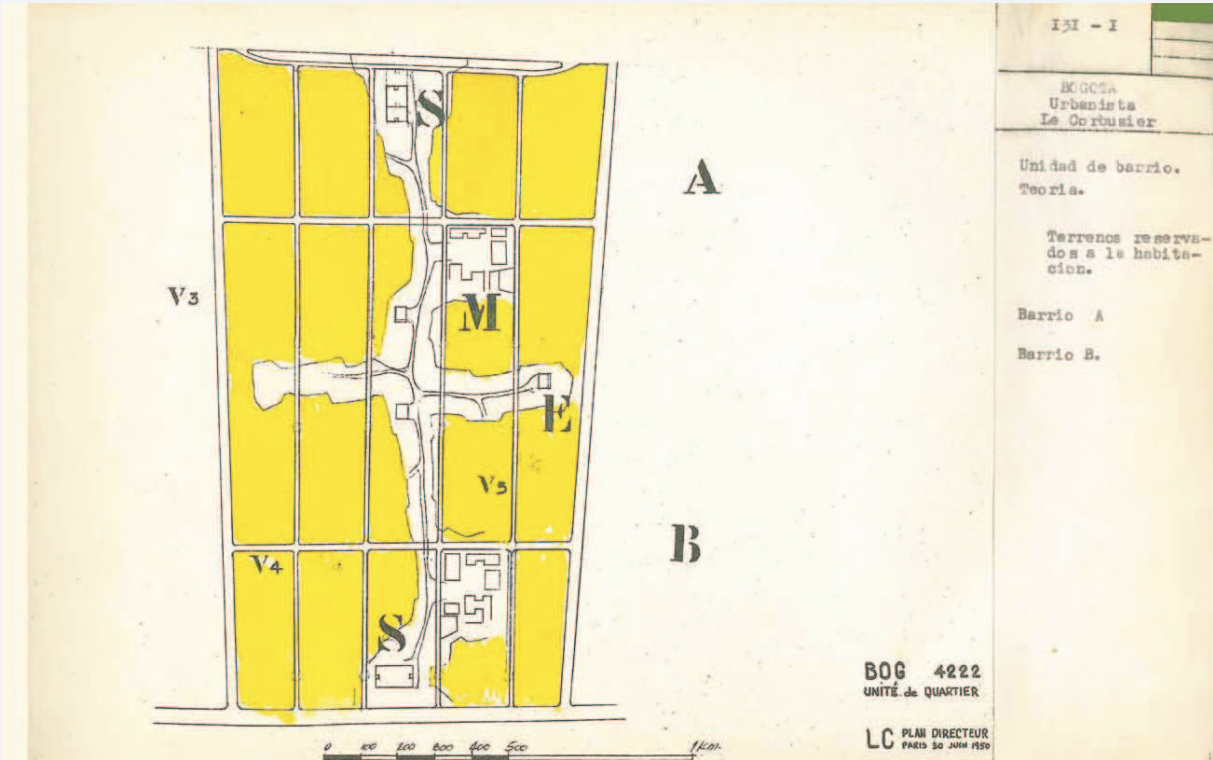 S
A
V3
M
E
V5
B
V4
S
0 100 200 300 400 500 1 Km.
BOG 4222
UNITÉ de QUARTIER
LC PLAN DIRECTEUR
PARIS 30 JUIN 1950
I3I - I
BOGOTA
Urbanista
Le Corbusier
Unidad de barrio.
Teoria.
Terrenos reserva-
dos a la habita-
cion.
Barrio A
Barrio B.